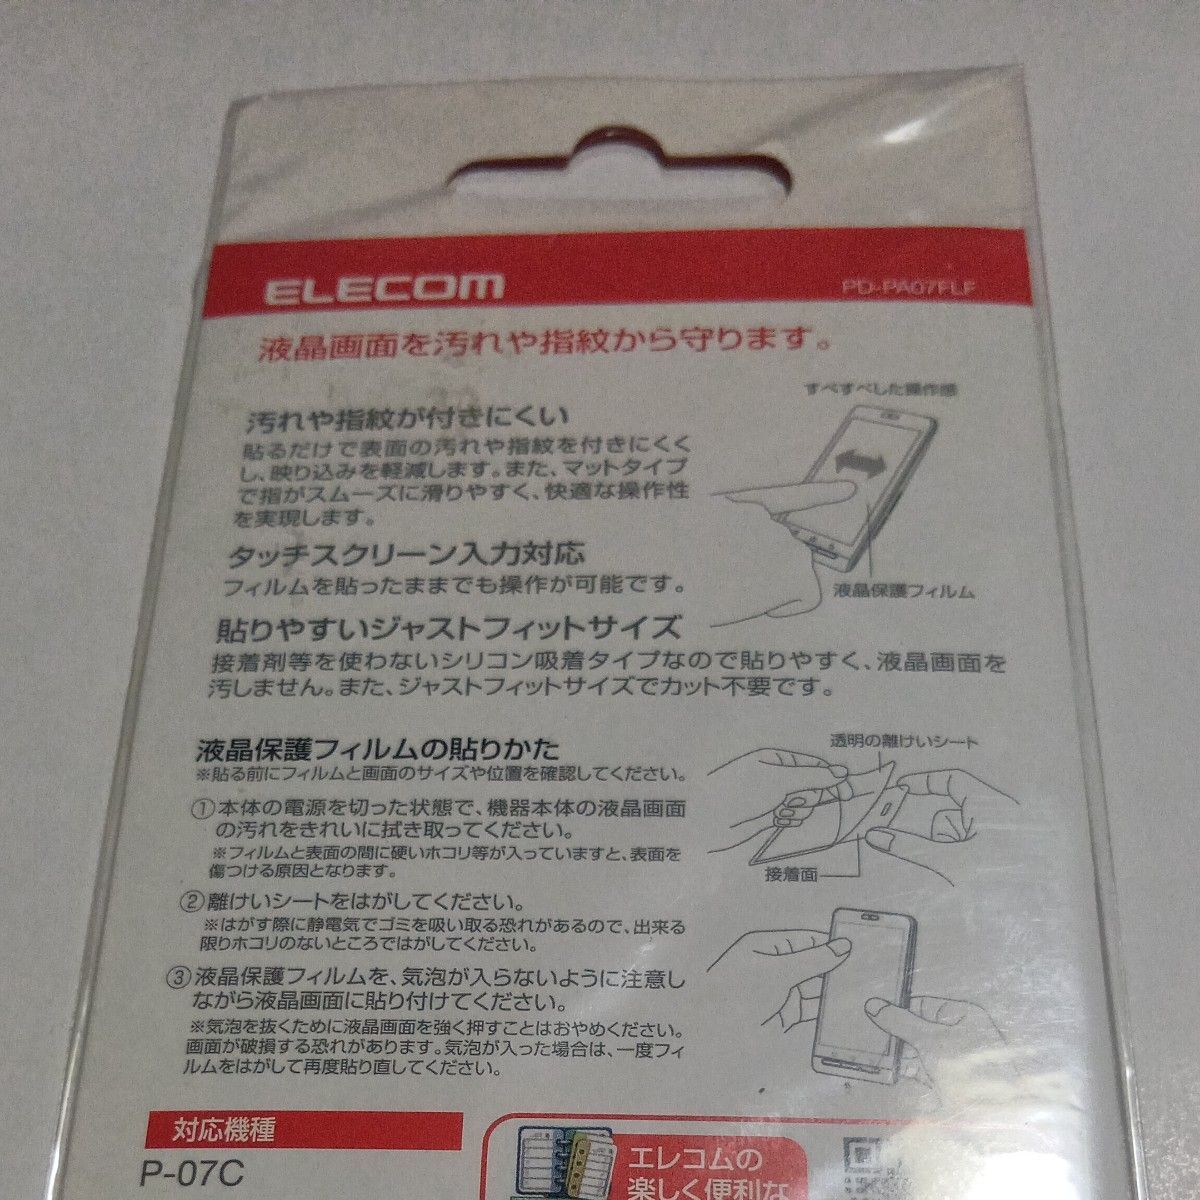 ELECOM
PD-PA07FLF
液晶画面を汚れや指紋から守ります。
汚れや指紋が付きにくい
貼るだけで表面の汚れや指紋を付きにくく
し、映り込みを軽減します。また、マットタイプ
で指がスムーズに滑りやすく、快適な操作性
を実現します。
すべすべした操作感
液晶保護フィルム
タッチスクリーン入力対応
フィルムを貼ったままでも操作が可能です。
貼りやすいジャストフィットサイズ
接着剤等を使わないシリコン吸着タイプなので貼りやすく、液晶画面を
汚しません。また、ジャストフィットサイズでカット不要です。
液晶保護フィルムの貼りかた
※貼る前にフィルムと画面のサイズや位置を確認してください。
①本体の電源を切った状態で、機器本体の液晶画面
の汚れをきれいに拭き取ってください。
※フィルムと表面の間に硬いホコリ等が入っていますと、表面を
傷つける原因となります。
②離けいシートをはがしてください。
※はがす際に静電気でゴミを吸い取る恐れがあるので、出来る
限りホコリのないところではがしてください。
③液晶保護フィルムを、気泡が入らないように注意し
ながら液晶画面に貼り付けてください。
※気泡を抜くために液晶画面を強く押すことはおやめください。
画面が破損する恐れがあります。気泡が入った場合は、一度フィ
ルムをはがして再度貼り直してください。
透明の離けいシート
接着面
対応機種
P-07C
エレコムの
楽しく便利な